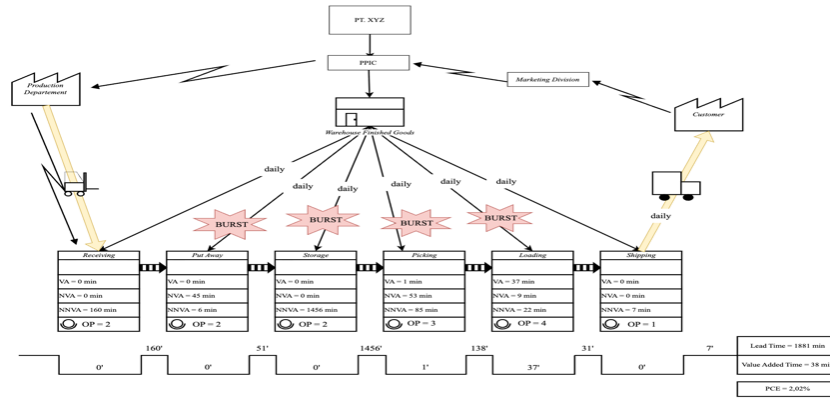 PT. XYZ
PPIC
Production
Departement
Marketing Division
Customer
Warehouse Finished Goods
daily
daily
daily
daily
daily
daily
daily
BURST
BURST
BURST
BURST
Receiving
VA = 0 min
NVA = 0 min
NNVA = 160 min
OP = 2
Put Away
VA = 0 min
NVA = 45 min
NNVA = 6 min
OP = 2
Storage
VA = 0 min
NVA = 0 min
NNVA = 1456 min
OP = 2
Picking
VA = 1 min
NVA = 53 min
NNVA = 85 min
OP = 3
Loading
VA = 37 min
NVA = 9 min
NNVA = 22 min
OP = 4
Shipping
VA = 0 min
NVA = 0 min
NNVA = 7 min
OP = 1
160' 51' 1456' 138' 31' 7'
0' 0' 0' 1' 37' 0'
Lead Time = 1881 min
Value Added Time = 38 mi
PCE = 2,02%